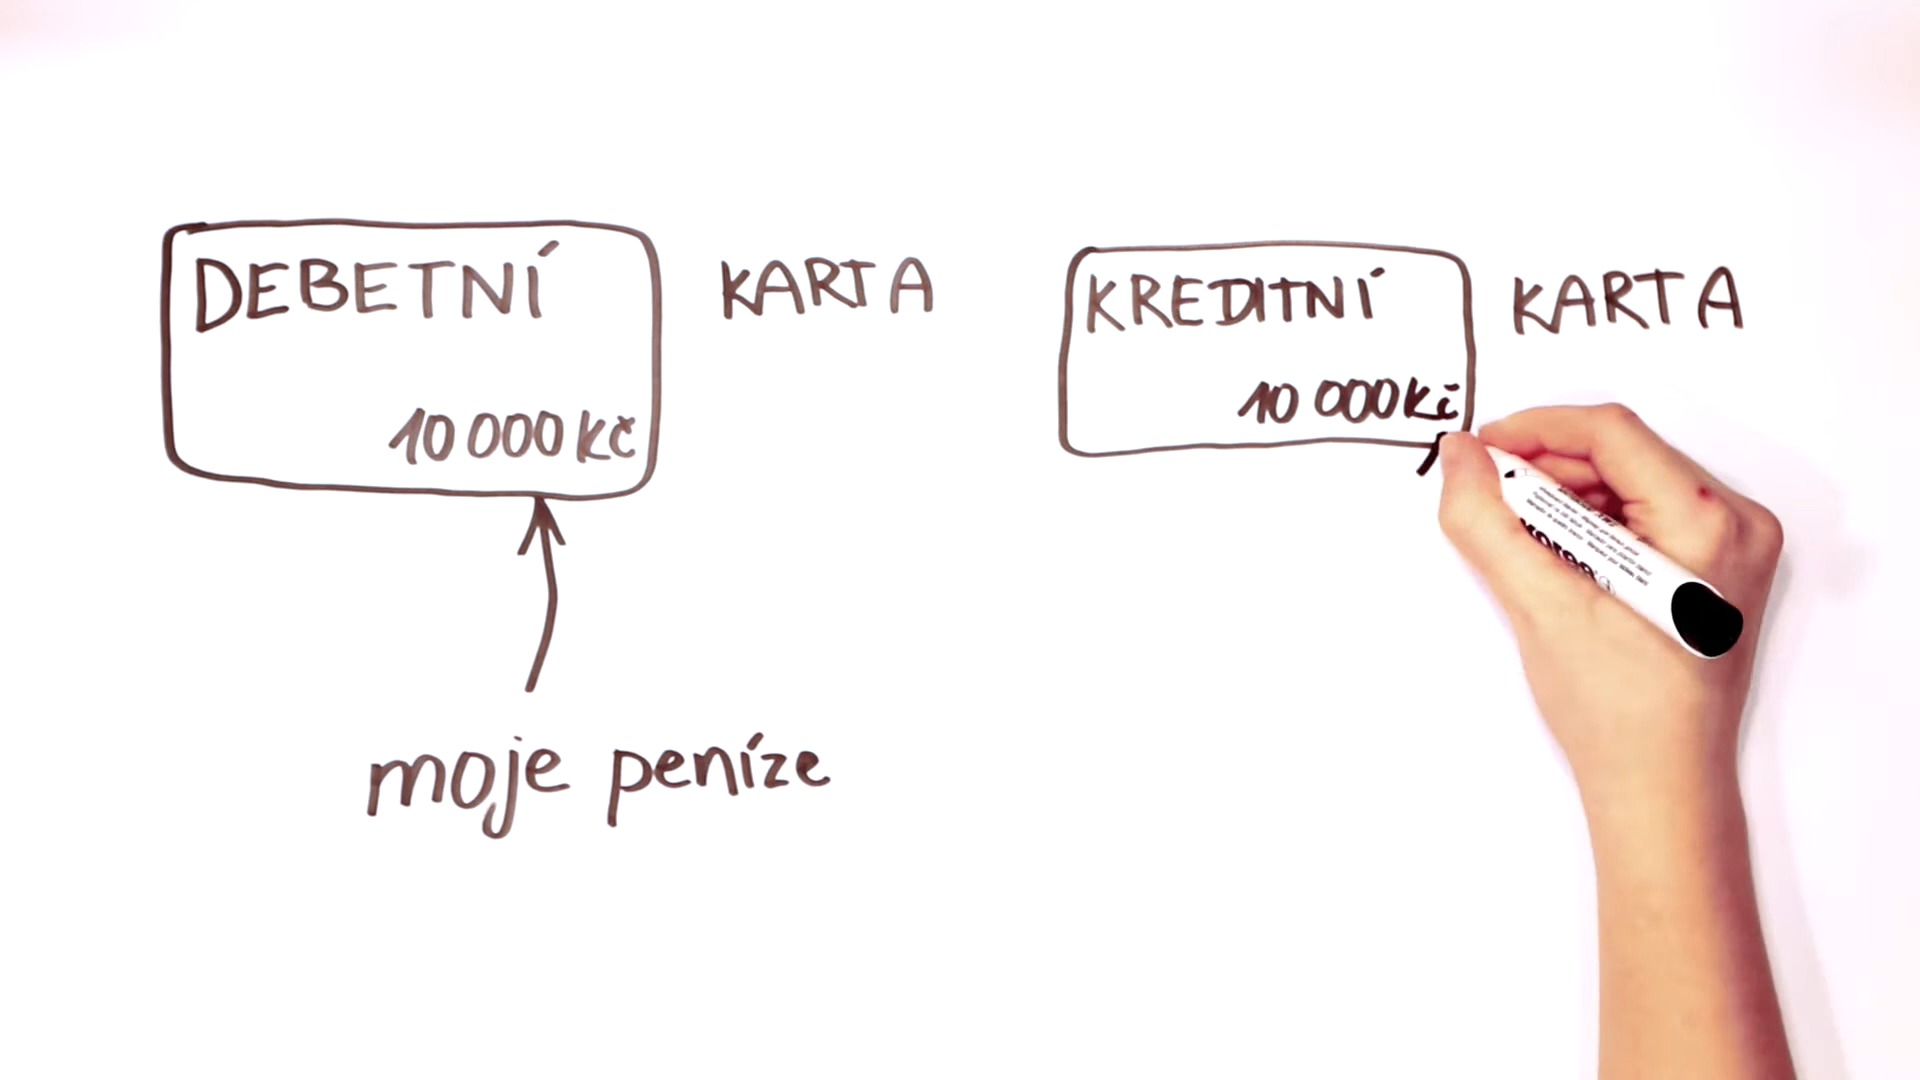 DEBETNÍ KARTA
10 000 Kč
moje peníze
KREDITNÍ KARTA
10 000 Kč